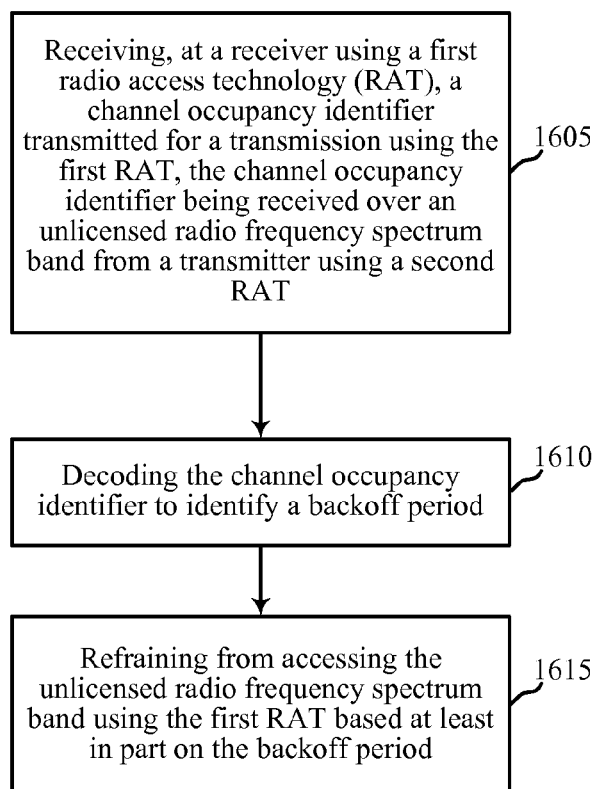 Receiving, at a receiver using a first
radio access technology (RAT), a
channel occupancy identifier
transmitted for a transmission using the
first RAT, the channel occupancy
identifier being received over an
unlicensed radio frequency spectrum
band from a transmitter using a second
RAT
1605
Decoding the channel occupancy
identifier to identify a backoff period
1610
Refraining from accessing the
unlicensed radio frequency spectrum
band using the first RAT based at least
in part on the backoff period
1615